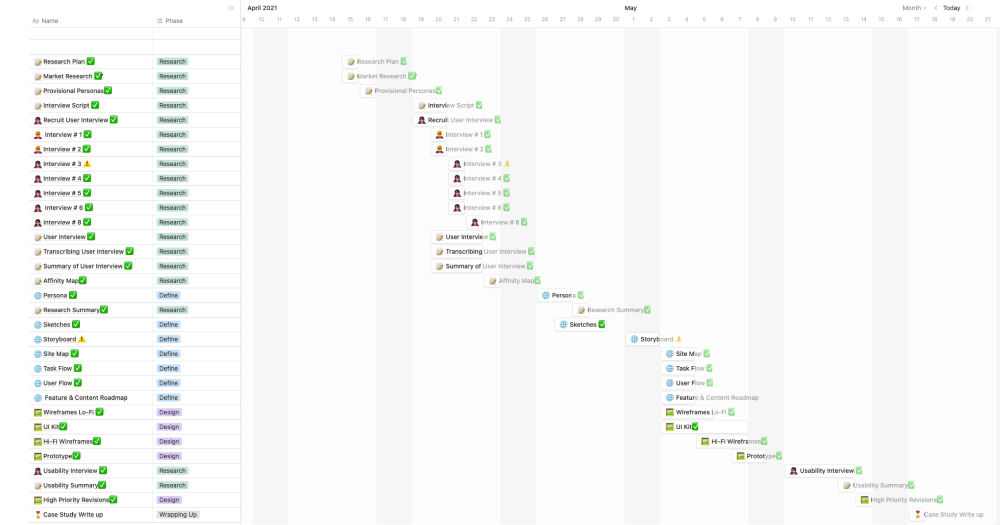 April 2021 May Month Today
Name Phase 9 10 11 12 13 14 15 16 17 18 19 20 21 22 23 24 25 26 27 28 29 30 1 2 3 4 5 6 7 8 9 10 11 12 13 14 15 16 17 18 19 20 21
Research Plan ✅ Research Research Plan ✅
Market Research ✅ Research Market Research ✅
Provisional Personas✅ Research Provisional Personas✅
Interview Script ✅ Research Interview Script ✅
Recruit User Interview ✅ Research Recruit User Interview ✅
Interview # 1 ✅ Research Interview # 1 ✅
Interview # 2 ✅ Research Interview # 2 ✅
Interview # 3 ⚠️ Research Interview # 3 ⚠️
Interview # 4 ✅ Research Interview # 4 ✅
Interview # 5 ✅ Research Interview # 5 ✅
Interview # 6 ✅ Research Interview # 6 ✅
Interview # 8 ✅ Research Interview # 8 ✅
User Interview ✅ Research User Interview ✅
Transcribing User Interview ✅ Research Transcribing User Interview ✅
Summary of User Interview ✅ Research Summary of User Interview ✅
Affinity Map✅ Research Affinity Map✅
Persona ✅ Define Persona ✅
Research Summary✅ Research Research Summary✅
Sketches ✅ Define Sketches ✅
Storyboard ⚠️ Define Storyboard ⚠️
Site Map ✅ Define Site Map ✅
Task Flow ✅ Define Task Flow ✅
User Flow ✅ Define User Flow ✅
Feature & Content Roadmap Define Feature & Content Roadmap
Wireframes Lo-Fi ✅ Design Wireframes Lo-Fi ✅
UI Kit✅ Design UI Kit✅
Hi-Fi Wireframes✅ Design Hi-Fi Wireframes✅
Prototype✅ Design Prototype✅
Usability Interview ✅ Research Usability Interview ✅
Usability Summary✅ Research Usability Summary✅
High Priority Revisions✅ Design High Priority Revisions✅
Case Study Write up Wrapping Up Case Study Write up